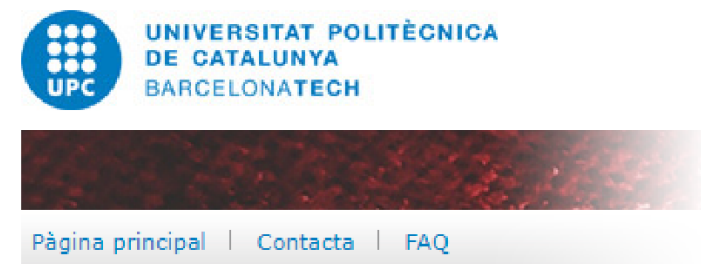 UPC
UNIVERSITAT POLITÈCNICA
DE CATALUNYA
BARCELONATECH
Pàgina principal | Contacta | FAQ